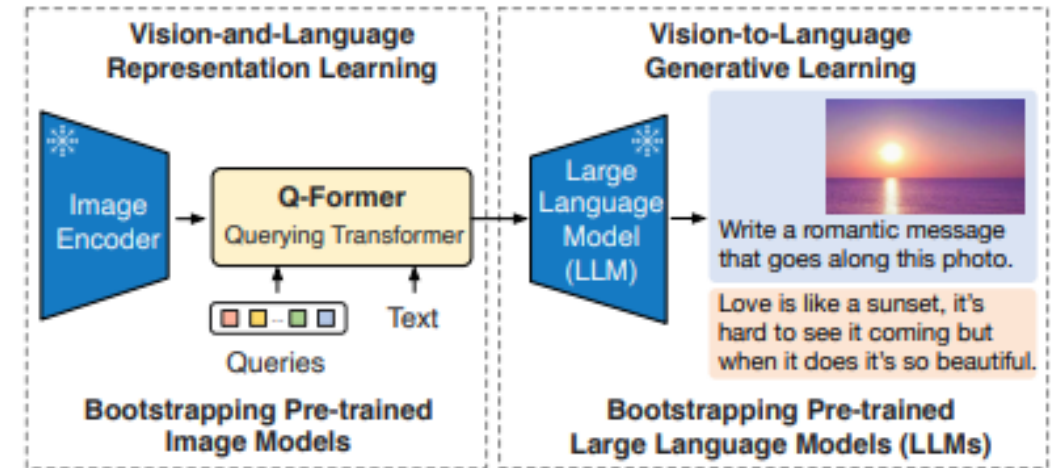 Vision-and-Language
Representation Learning
Image
Encoder
Q-Former
Querying Transformer
Queries
Text
Bootstrapping Pre-trained
Image Models
Vision-to-Language
Generative Learning
Large
Language
Model
(LLM)
Write a romantic message
that goes along this photo.
Love is like a sunset, it's
hard to see it coming but
when it does it's so beautiful.
Bootstrapping Pre-trained
Large Language Models (LLMs)